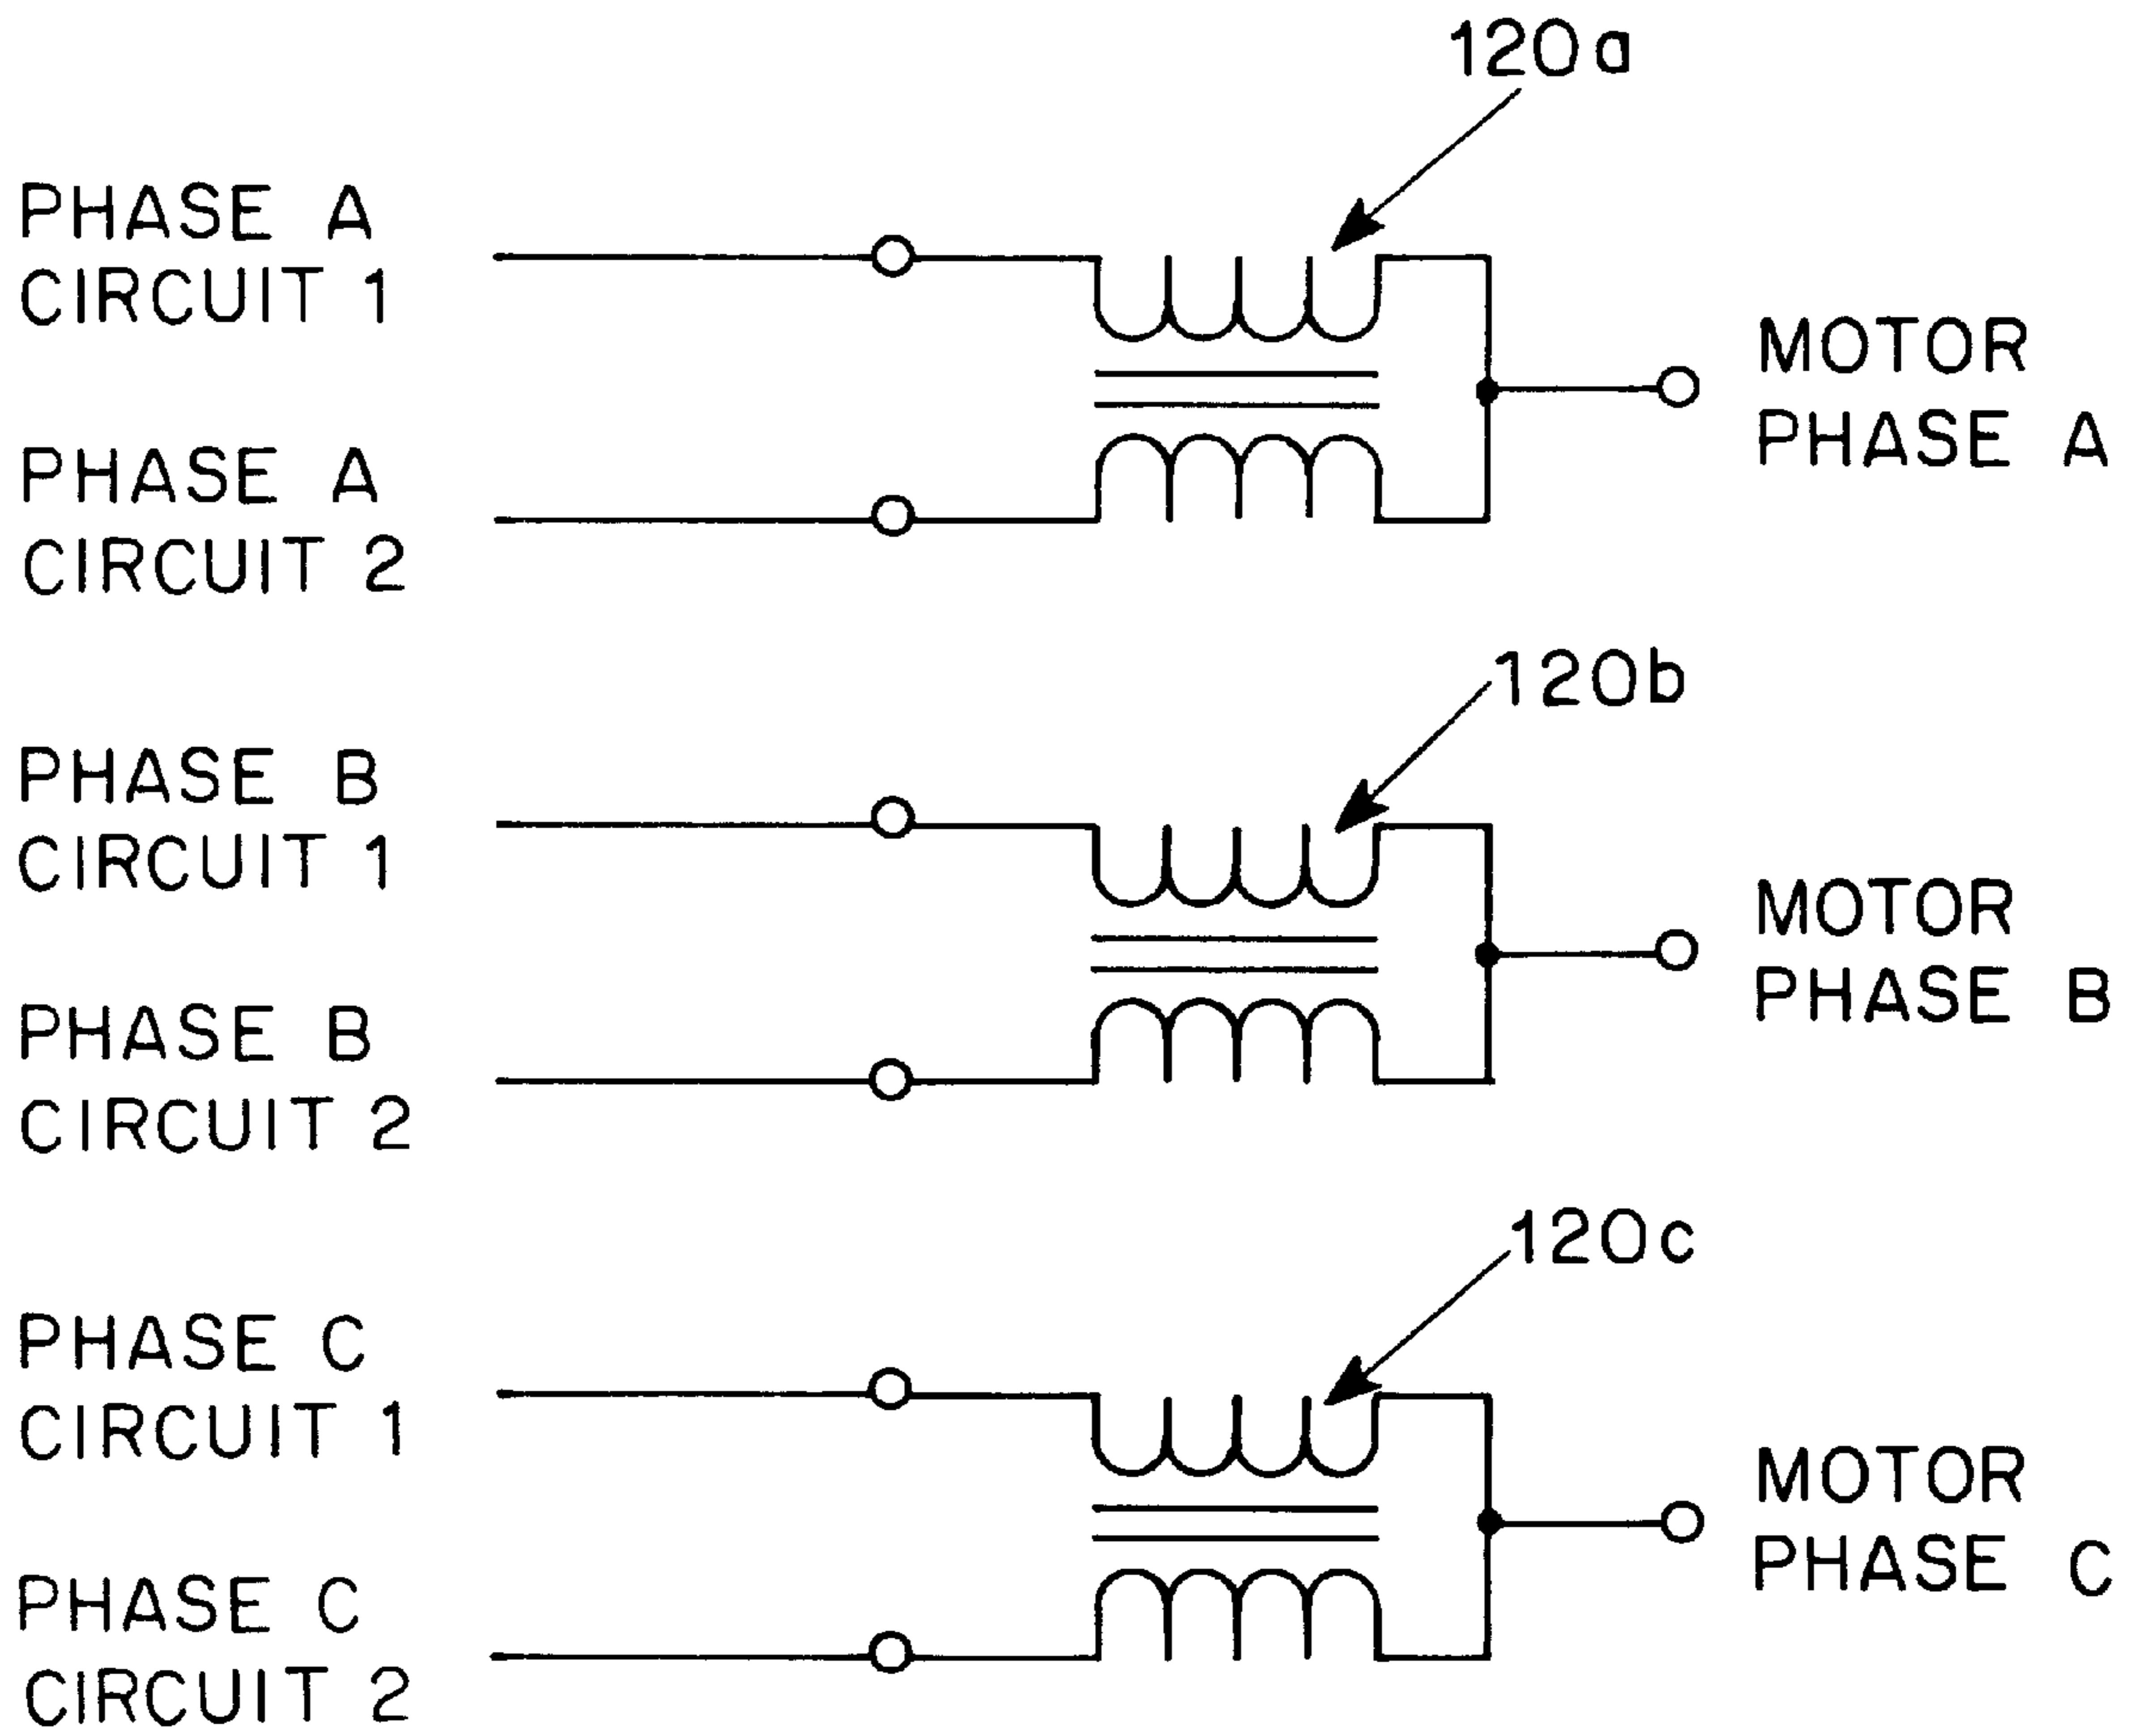 120a
PHASE A
CIRCUIT 1
MOTOR
PHASE A
PHASE A
CIRCUIT 2
120b
PHASE B
CIRCUIT 1
MOTOR
PHASE B
PHASE B
CIRCUIT 2
120c
PHASE C
CIRCUIT 1
MOTOR
PHASE C
PHASE C
CIRCUIT 2